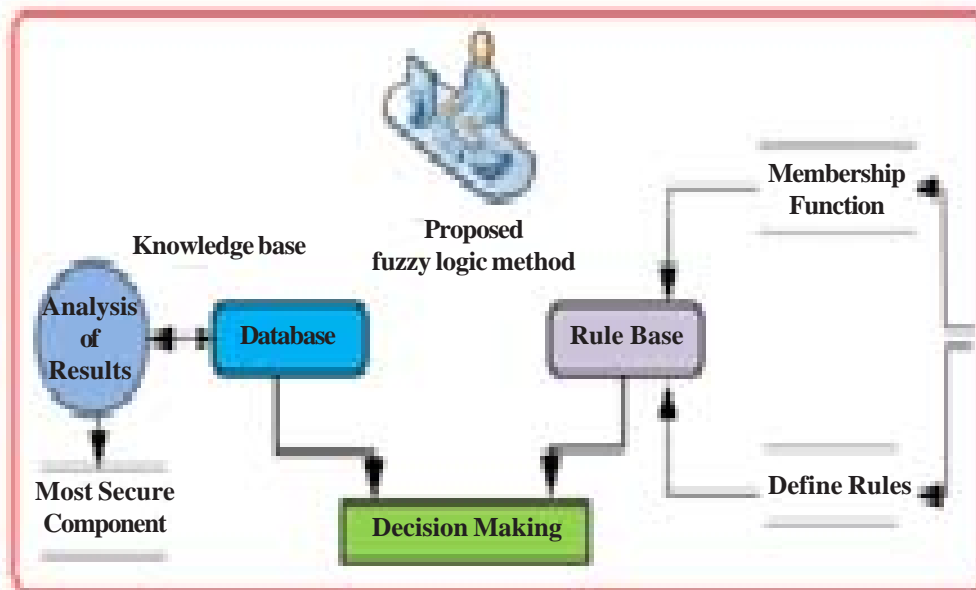 Membership
Function
Proposed
fuzzy logic method
Knowledge base
Analysis
of
Results
Database
Rule Base
Most Secure
Component
Define Rules
Decision Making